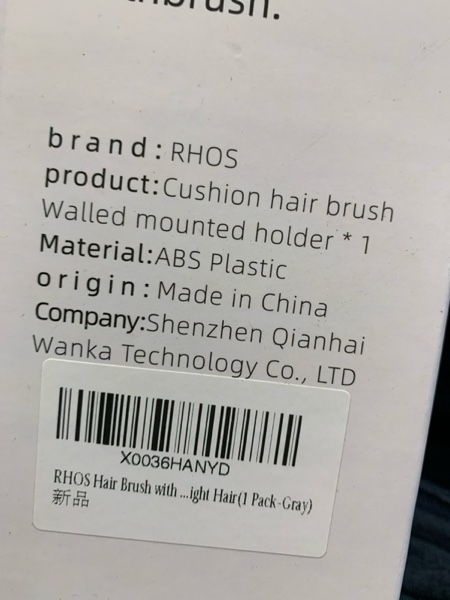 brand: RHOS
product:Cushion hair brush
Walled mounted holder * 1
Material:ABS Plastic
origin: Made in China
Company:Shenzhen Qianhai
Wanka Technology Co., LTD
X0036HANYD
RHOS Hair Brush with ...ight Hair(1 Pack-Gray)
新品